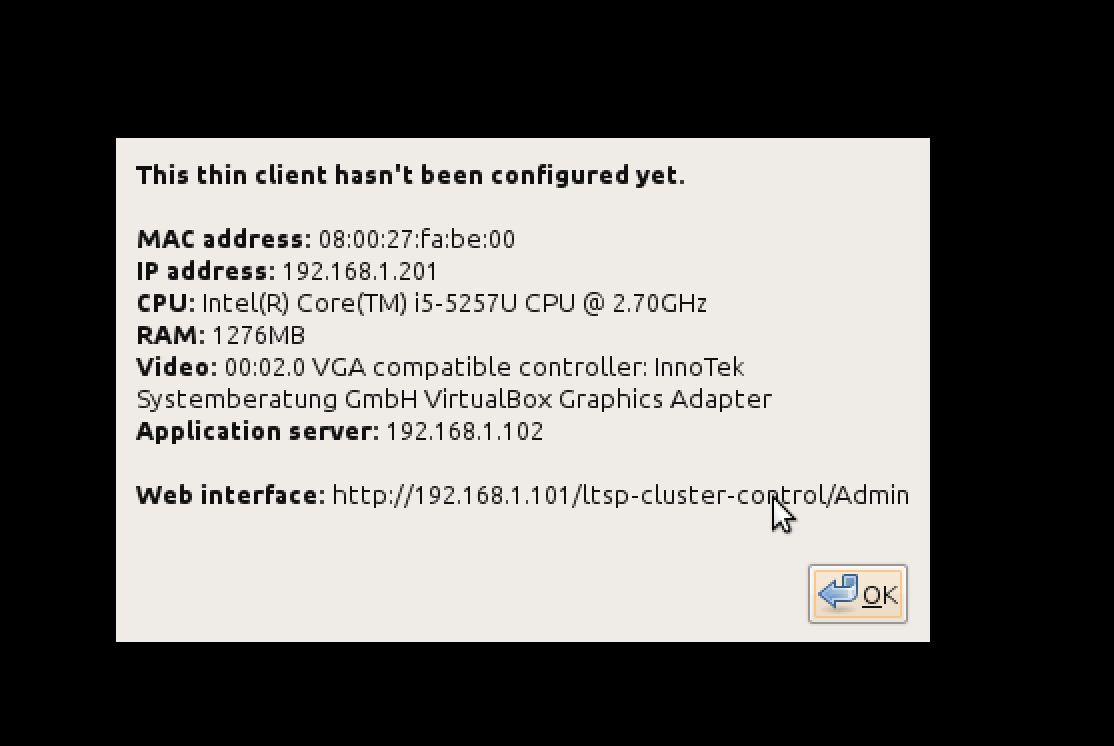 This thin client hasn't been configured yet.
MAC address: 08:00:27:fa:be:00
IP address: 192.168.1.201
CPU: Intel(R) Core(TM) i5-5257U CPU @ 2.70GHz
RAM: 1276MB
Video: 00:02.0 VGA compatible controller: InnoTek
Systemberatung GmbH VirtualBox Graphics Adapter
Application server: 192.168.1.102
Web interface: http://192.168.1.101/ltsp-cluster-control/Admin
OK